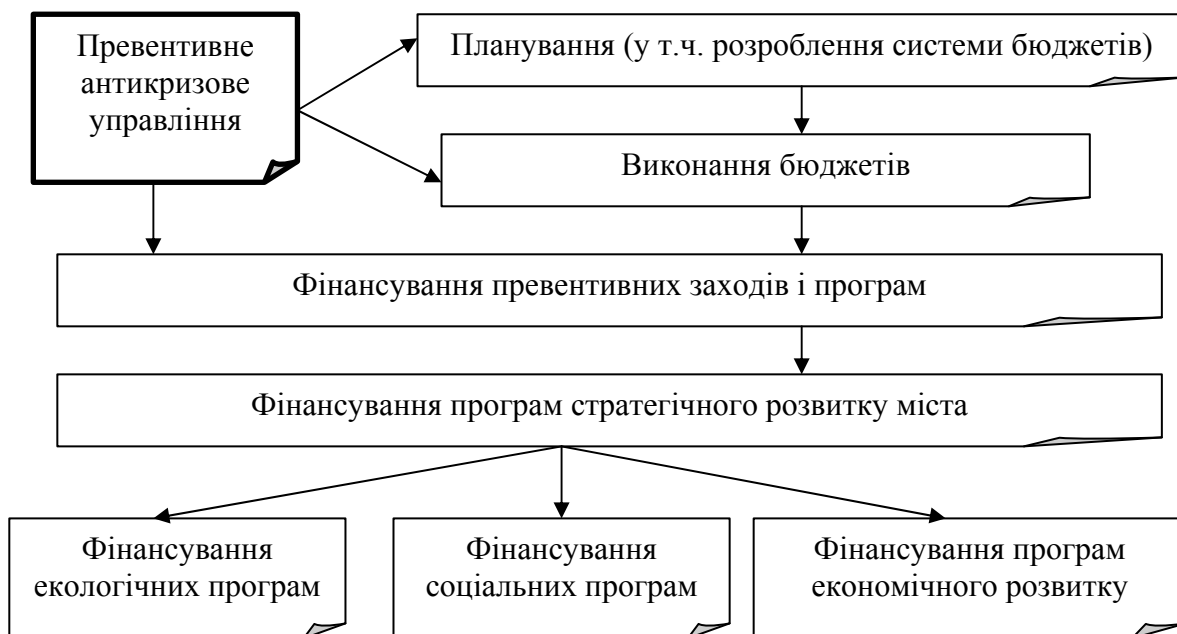 Превентивне
антикризове
управління
Планування (у т.ч. розроблення системи бюджетів)
Виконання бюджетів
Фінансування превентивних заходів і програм
Фінансування програм стратегічного розвитку міста
Фінансування
екологічних програм
Фінансування
соціальних програм
Фінансування програм
економічного розвитку